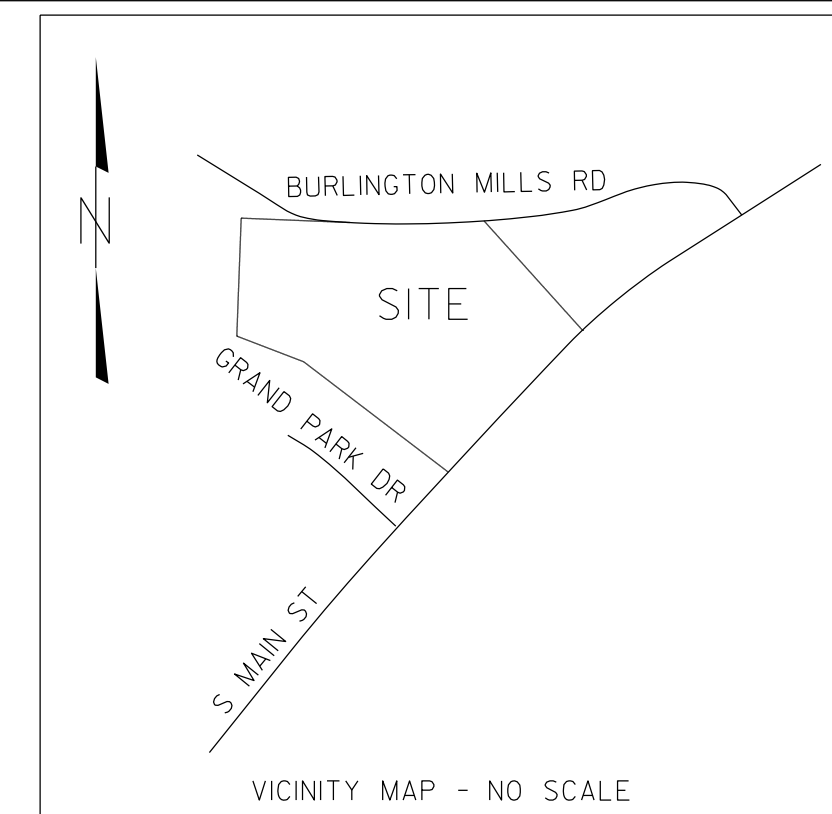 BURLINGTON MILLS RD
N
SITE
GRAND PARK DR
S MAIN ST
VICINITY MAP - NO SCALE